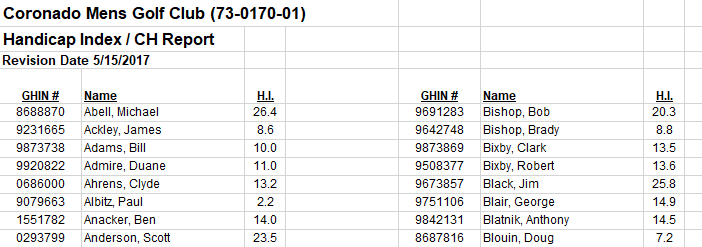 Coronado Mens Golf Club (73-0170-01)
Handicap Index / CH Report
Revision Date 5/15/2017
GHIN # Name H.I. GHIN # Name H.I.
8688870 Abell, Michael 26.4 9691283 Bishop, Bob 20.3
9231665 Ackley, James 8.6 9642748 Bishop, Brady 8.8
9873738 Adams, Bill 10.0 9873869 Bixby, Clark 13.5
9920822 Admire, Duane 11.0 9508377 Bixby, Robert 13.6
0686000 Ahrens, Clyde 13.2 9673857 Black, Jim 25.8
9079663 Albitz, Paul 2.2 9751106 Blair, George 14.9
1551782 Anacker, Ben 14.0 9842131 Blatnik, Anthony 14.5
0293799 Anderson, Scott 23.5 8687816 Blouin, Doug 7.2